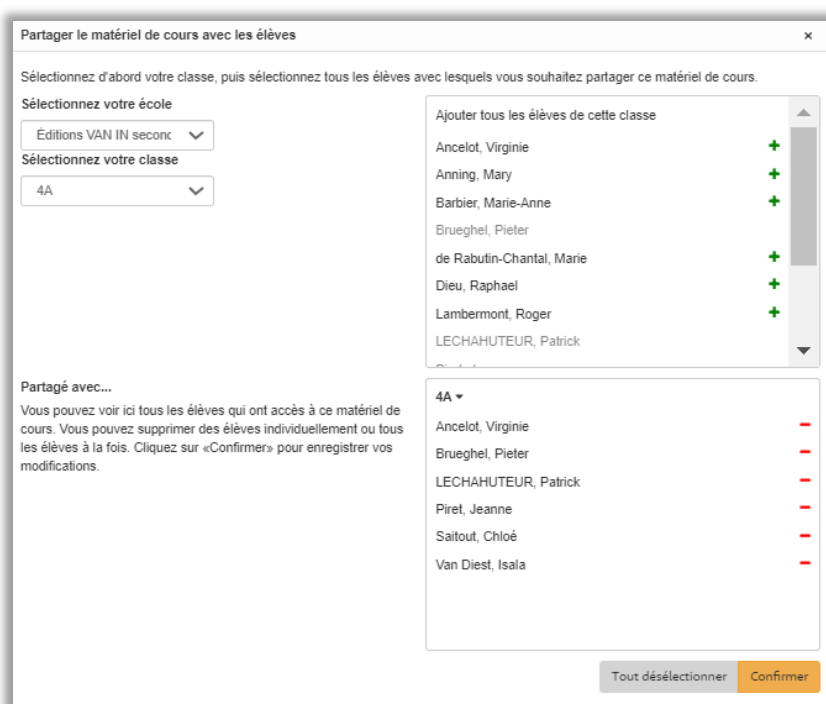 Partager le matériel de cours avec les élèves
×
Sélectionnez d'abord votre classe, puis sélectionnez tous les élèves avec lesquels vous souhaitez partager ce matériel de cours.
Sélectionnez votre école
Éditions VAN IN seconc
Sélectionnez votre classe
4A
Ajouter tous les élèves de cette classe
Ancelot, Virginie
Anning, Mary
Barbier, Marie-Anne
Brueghel, Pieter
de Rabutin-Chantal, Marie
Dieu, Raphael
Lambermont, Roger
LECHAHUTEUR, Patrick
Partagé avec...
Vous pouvez voir ici tous les élèves qui ont accès à ce matériel de
cours. Vous pouvez supprimer des élèves individuellement ou tous
les élèves à la fois. Cliquez sur «Confirmer» pour enregistrer vos
modifications.
4A
Ancelot, Virginie
Brueghel, Pieter
LECHAHUTEUR, Patrick
Piret, Jeanne
Saitout, Chloé
Van Diest, Isala
Tout désélectionner
Confirmer